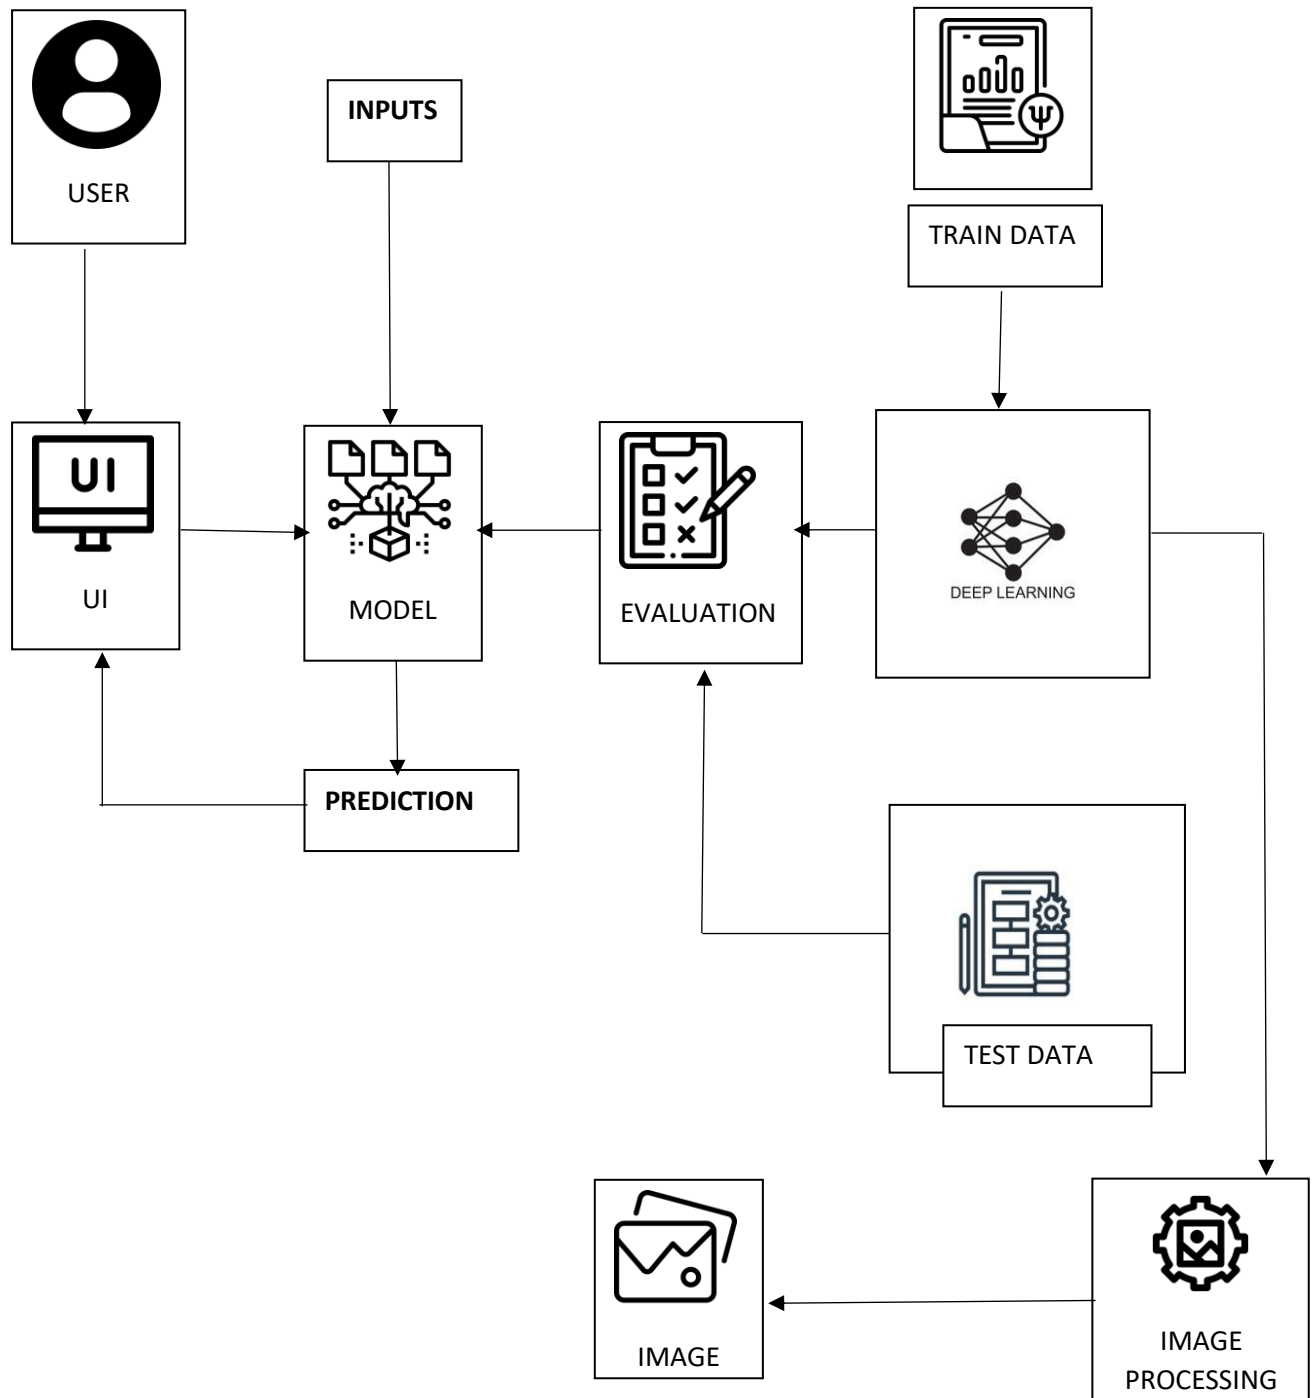 USER
INPUTS
TRAIN DATA
UI
UI
MODEL
EVALUATION
DEEP LEARNING
PREDICTION
TEST DATA
IMAGE
IMAGE
PROCESSING